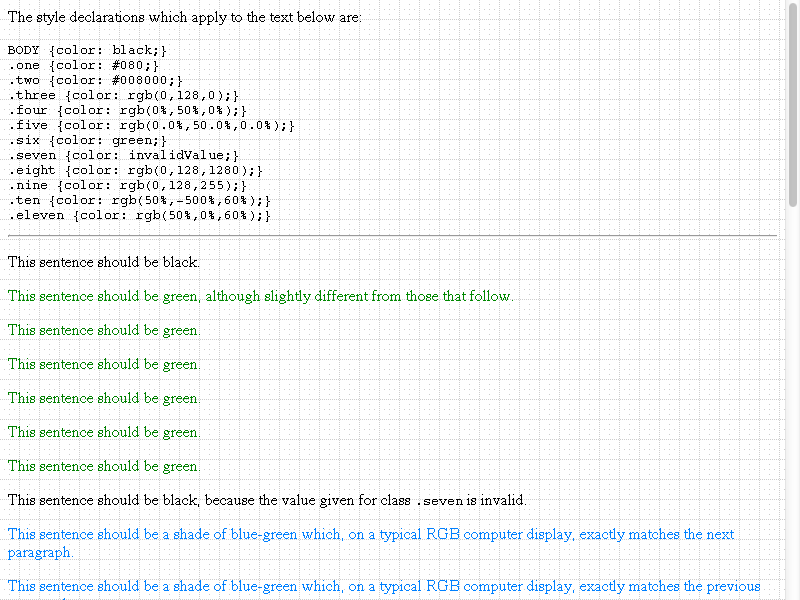 The style declarations which apply to the text below are:
BODY {color: black;}
.one {color: #080;}
.two {color: #008000;}
.three {color: rgb(0,128,0);}
.four {color: rgb(0%,50%,0%);}
.five {color: rgb(0.0%,50.0%,0.0%);}
.six {color: green;}
.seven {color: invalidValue;}
.eight {color: rgb(0,128,1280);}
.nine {color: rgb(0,128,255);}
.ten {color: rgb(50%,-500%,60%);}
.eleven {color: rgb(50%,0%,60%);}
This sentence should be black.
This sentence should be green, although slightly different from those that follow.
This sentence should be green.
This sentence should be green.
This sentence should be green.
This sentence should be green.
This sentence should be green.
This sentence should be black, because the value given for class .seven is invalid.
This sentence should be a shade of blue-green which, on a typical RGB computer display, exactly matches the next
paragraph.
This sentence should be a shade of blue-green which, on a typical RGB computer display, exactly matches the previous